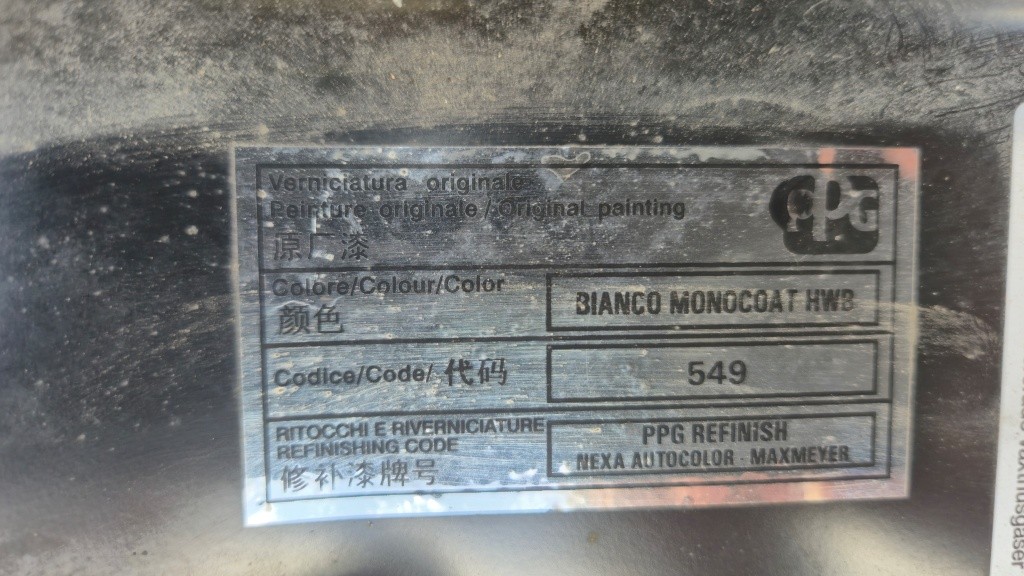 Verniciatura originale
Peinture originale / Original painting
原厂漆
PPG
Colore/Colour/Color
颜色
BIANCO MONOCOAT HWB
Codice/Code/ 代码
549
RITOCCHI E RIVERNICIATURE
REFINISHING CODE
修补漆牌号
PPG REFINISH
NEXA AUTOCOLOR - MAXMEYER